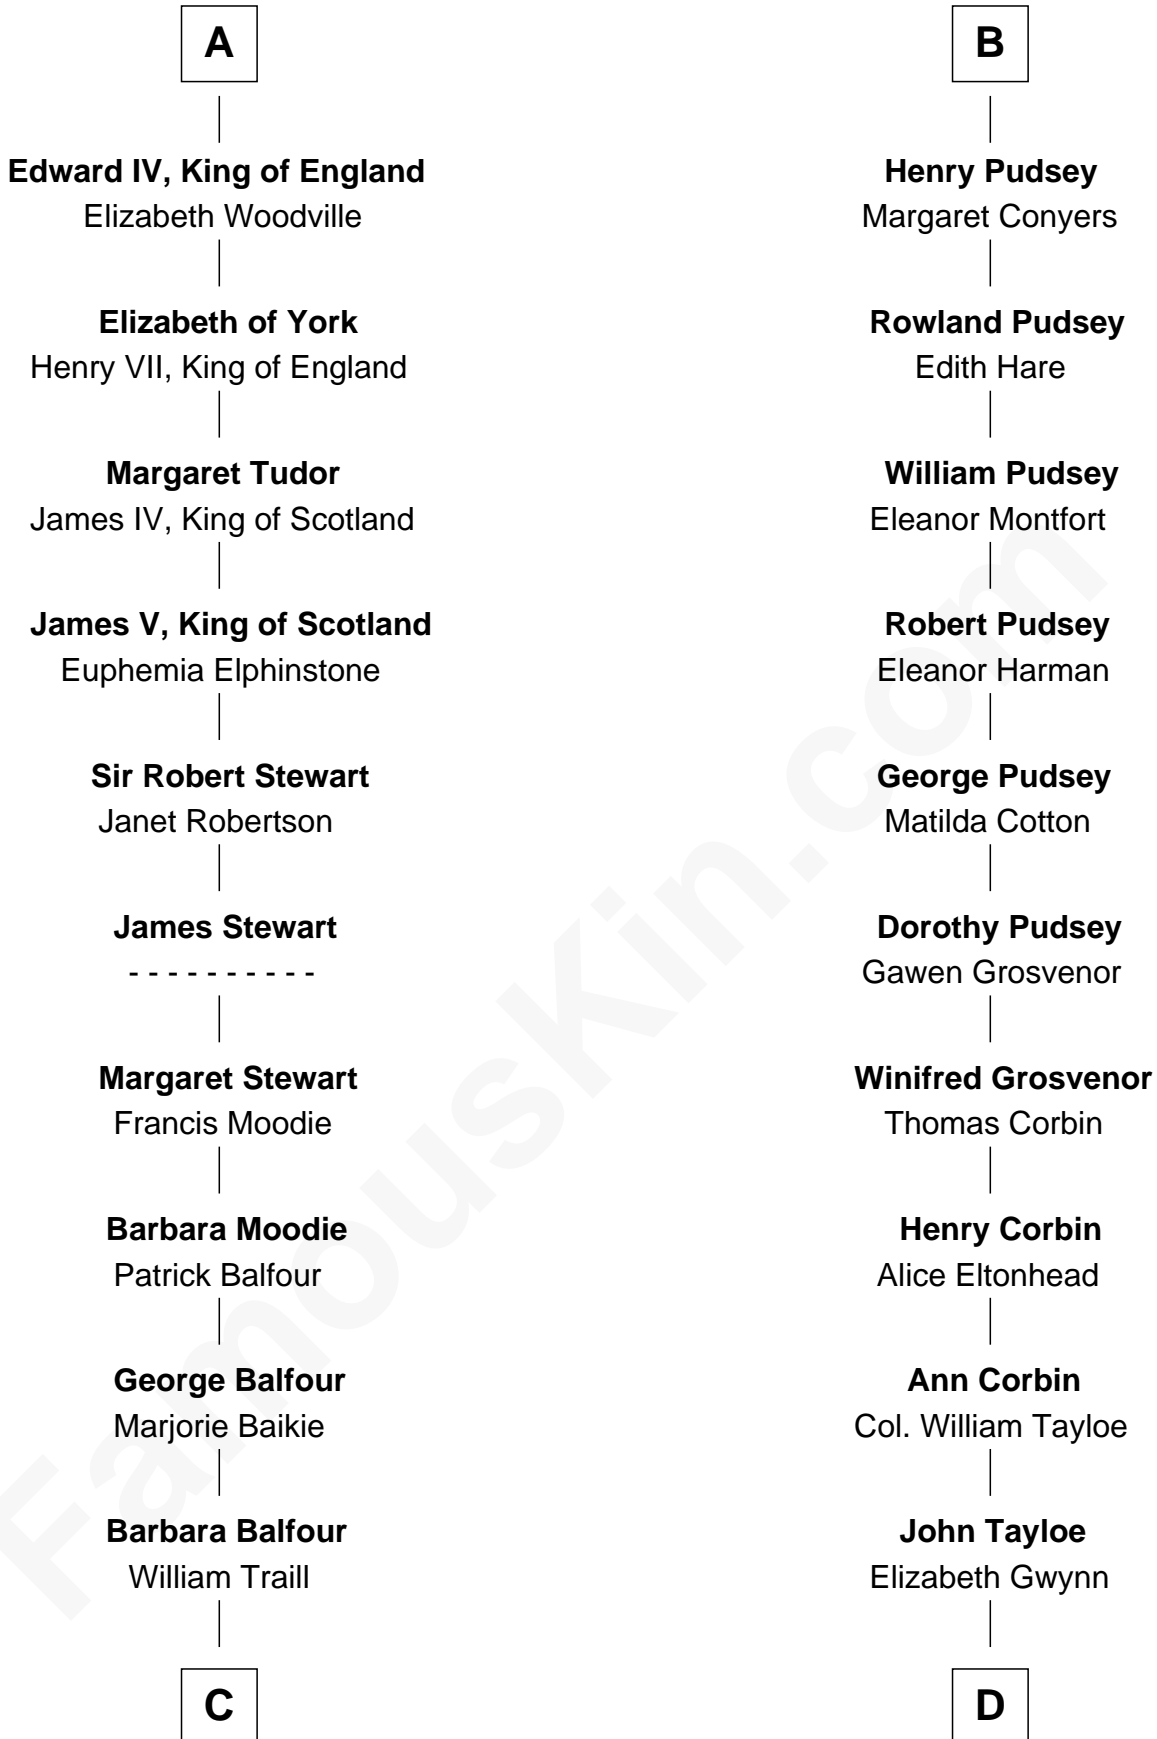 A
Edward IV, King of England
Elizabeth Woodville
Elizabeth of York
Henry VII, King of England
Margaret Tudor
James IV, King of Scotland
James V, King of Scotland
Euphemia Elphinstone
Sir Robert Stewart
Janet Robertson
James Stewart
- - - - - - - - - -
Margaret Stewart
Francis Moodie
Barbara Moodie
Patrick Balfour
George Balfour
Marjorie Baikie
Barbara Balfour
William Traill
C
B
Henry Pudsey
Margaret Conyers
Rowland Pudsey
Edith Hare
William Pudsey
Eleanor Montfort
Robert Pudsey
Eleanor Harman
George Pudsey
Matilda Cotton
Dorothy Pudsey
Gawen Grosvenor
Winifred Grosvenor
Thomas Corbin
Henry Corbin
Alice Eltonhead
Ann Corbin
Col. William Tayloe
John Tayloe
Elizabeth Gwynn
D
FamousKin.com